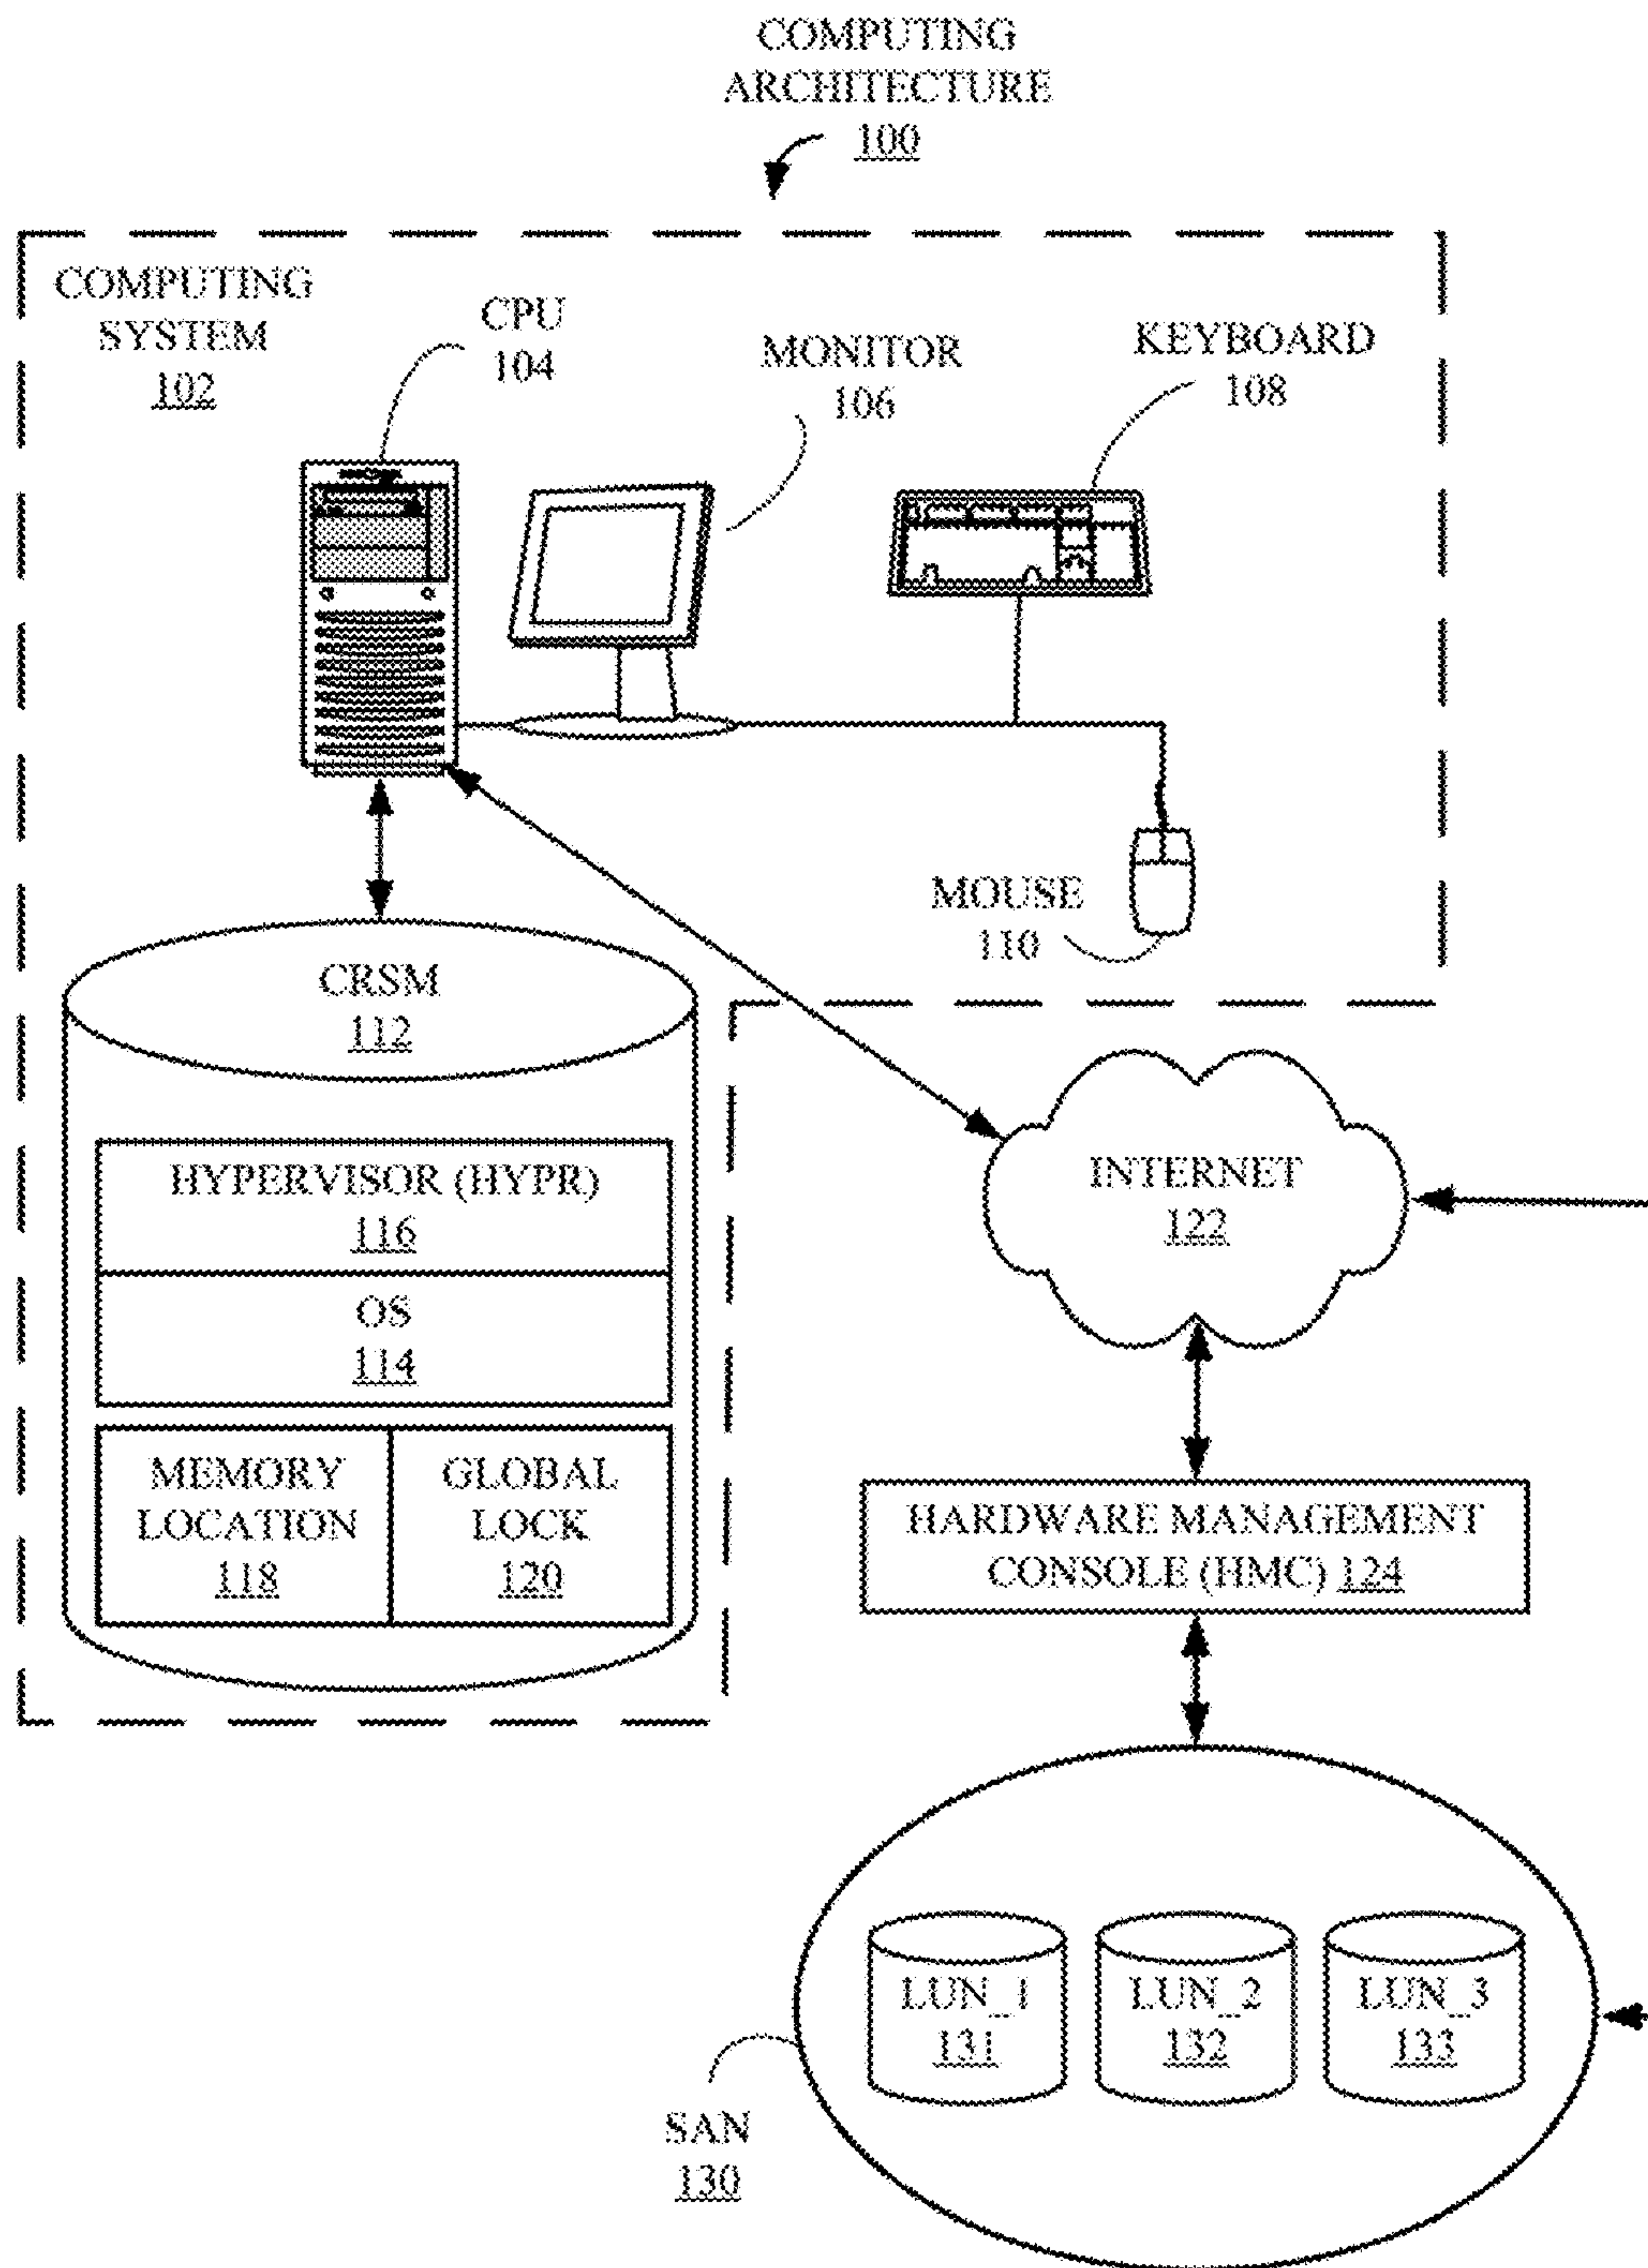 COMPUTING
ARCHITECTURE
100
COMPUTING
SYSTEM
102
CPU
104
MONITOR
106
KEYBOARD
108
MOUSE
110
CRSM
112
HYPERVISOR (HYPR)
116
OS
114
MEMORY
LOCATION
118
GLOBAL
LOCK
120
INTERNET
122
HARDWARE MANAGEMENT
CONSOLE (HMC) 124
LUN_1
131
LUN_2
132
LUN_3
133
SAN
130